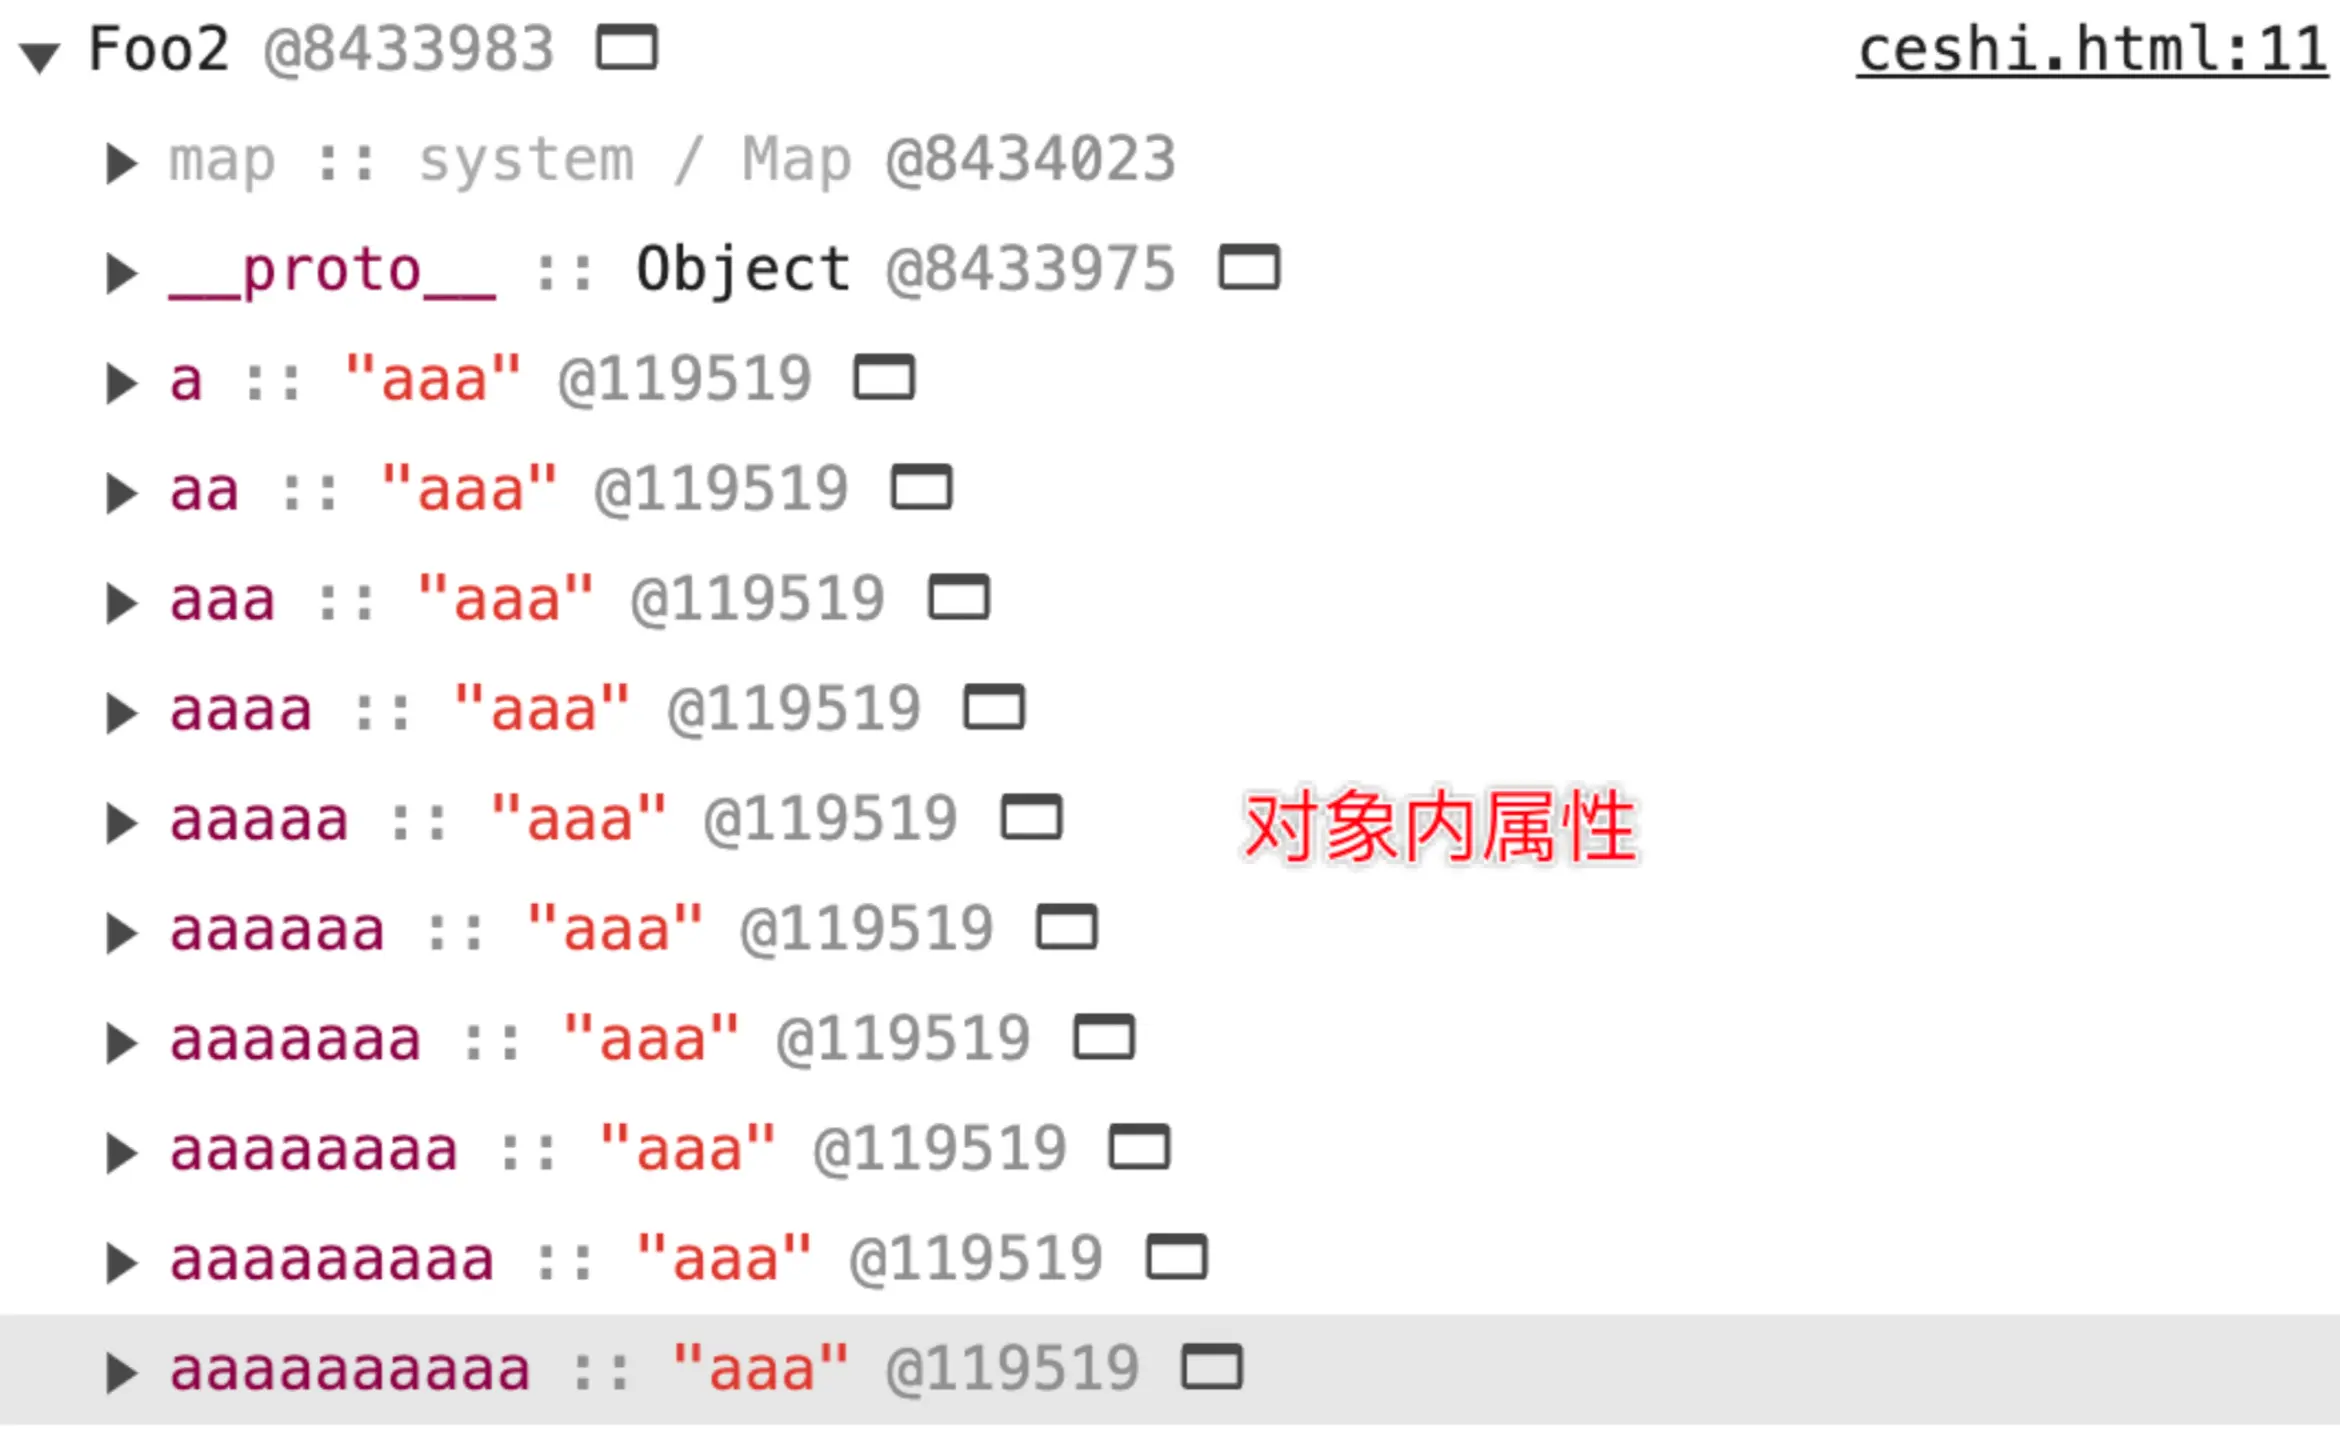 Foo2 @8433983 ceshi.html:11
map :: system / Map @8434023
__proto__ :: Object @8433975
a :: "aaa" @119519
aa :: "aaa" @119519
aaa :: "aaa" @119519
aaaa :: "aaa" @119519
aaaaa :: "aaa" @119519 对象内属性
aaaaaa :: "aaa" @119519
aaaaaaa :: "aaa" @119519
aaaaaaaa :: "aaa" @119519
aaaaaaaaa :: "aaa" @119519
aaaaaaaaaa :: "aaa" @119519